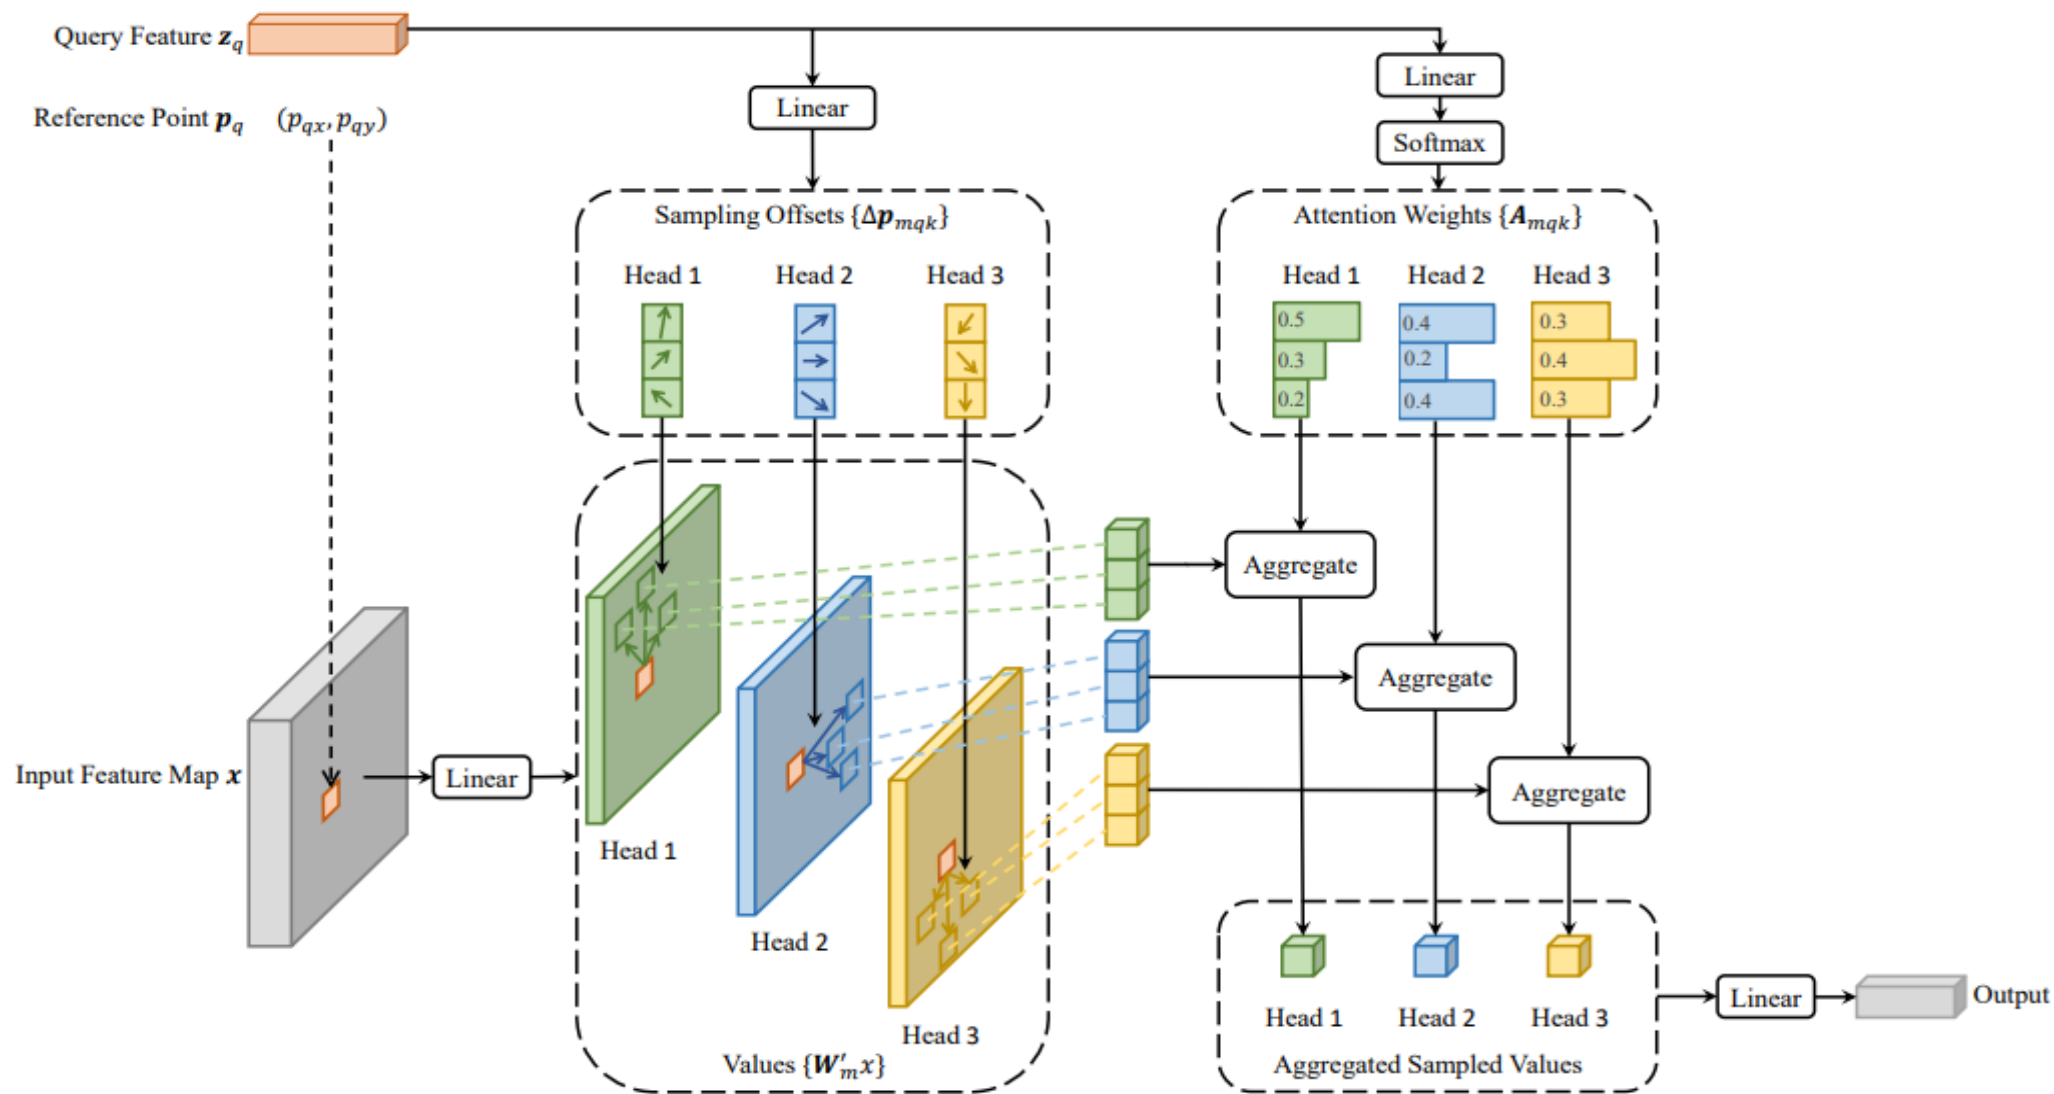 Query Feature 𝒛_q
Linear
Linear
Reference Point 𝒑_q (p_qx, p_qy)
Softmax
Sampling Offsets {Δ𝒑_mqk}
Attention Weights {𝑨_mqk}
Head 1 Head 2 Head 3
Head 1 Head 2 Head 3
0.5 0.4 0.3
0.3 0.2 0.4
0.2 0.4 0.3
Aggregate
Aggregate
Aggregate
Input Feature Map 𝒙
Linear
Head 1
Head 2
Head 3
Values {𝑾′_m x}
Head 1 Head 2 Head 3
Aggregated Sampled Values
Linear
Output